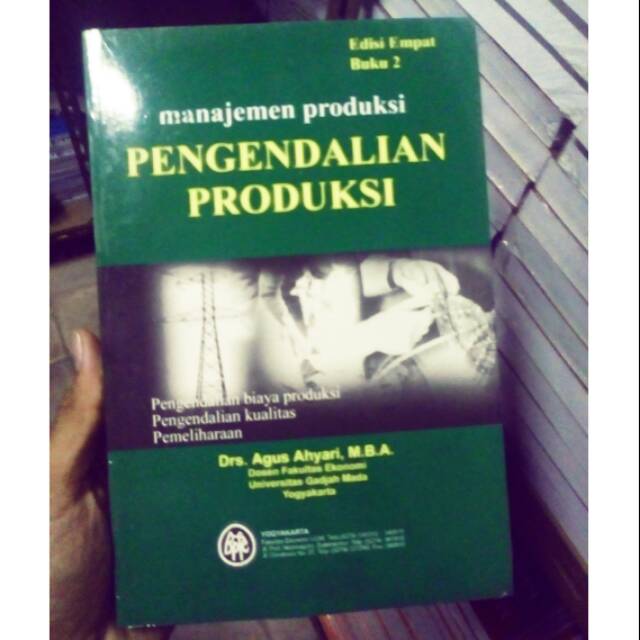 Edisi Empat
Buku 2
manajemen produksi
PENGENDALIAN
PRODUKSI
Pengendalian biaya produksi
Pengendalian kualitas
Pemeliharaan
Drs. Agus Ahyari, M.B.A.
Dosen Fakultas Ekonomi
Universitas Gadjah Mada
Yogyakarta
BPFE
YOGYAKARTA